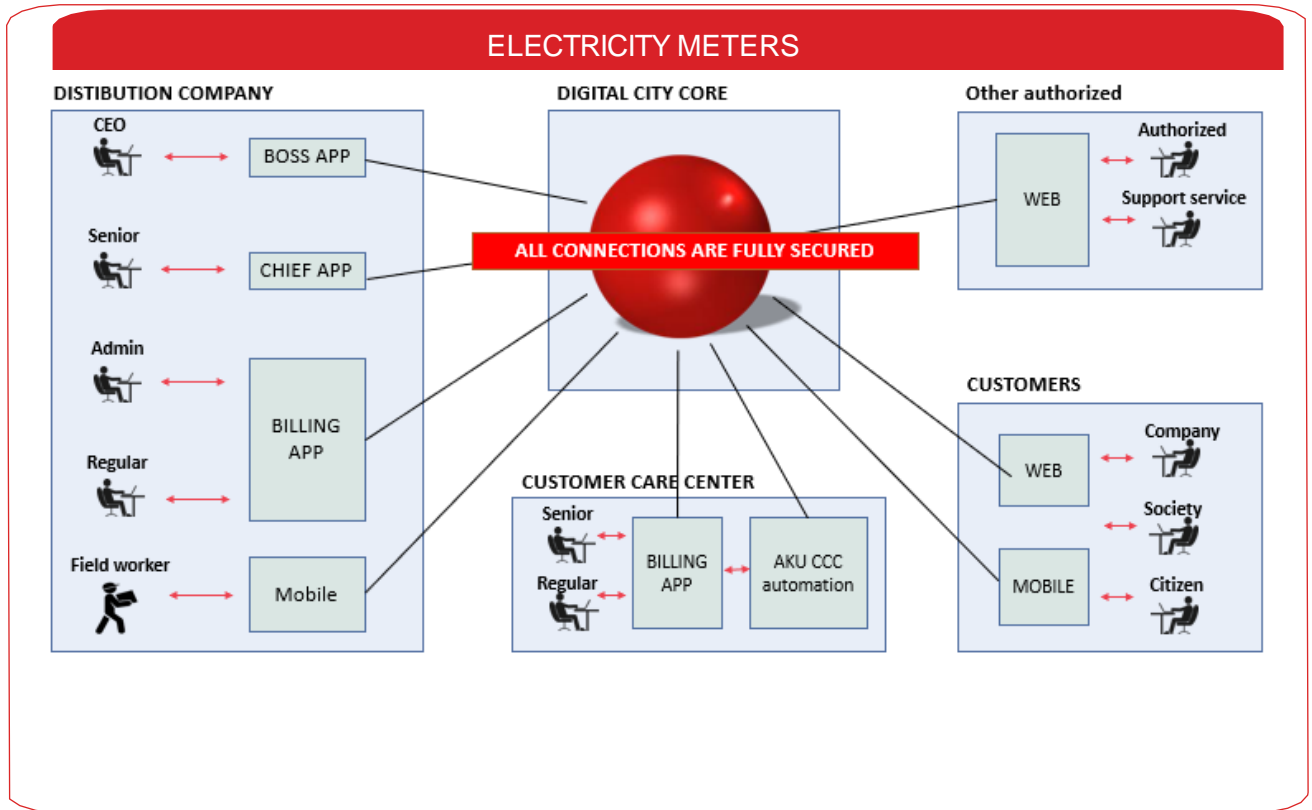 ELECTRICITY METERS
DISTIBUTION COMPANY
CEO
BOSS APP
Senior
CHIEF APP
Admin
BILLING
APP
Regular
Field worker
Mobile
DIGITAL CITY CORE
ALL CONNECTIONS ARE FULLY SECURED
CUSTOMER CARE CENTER
Senior
Regular
BILLING
APP
AKU CCC
automation
Other authorized
WEB
Authorized
Support service
CUSTOMERS
WEB
Company
Society
MOBILE
Citizen